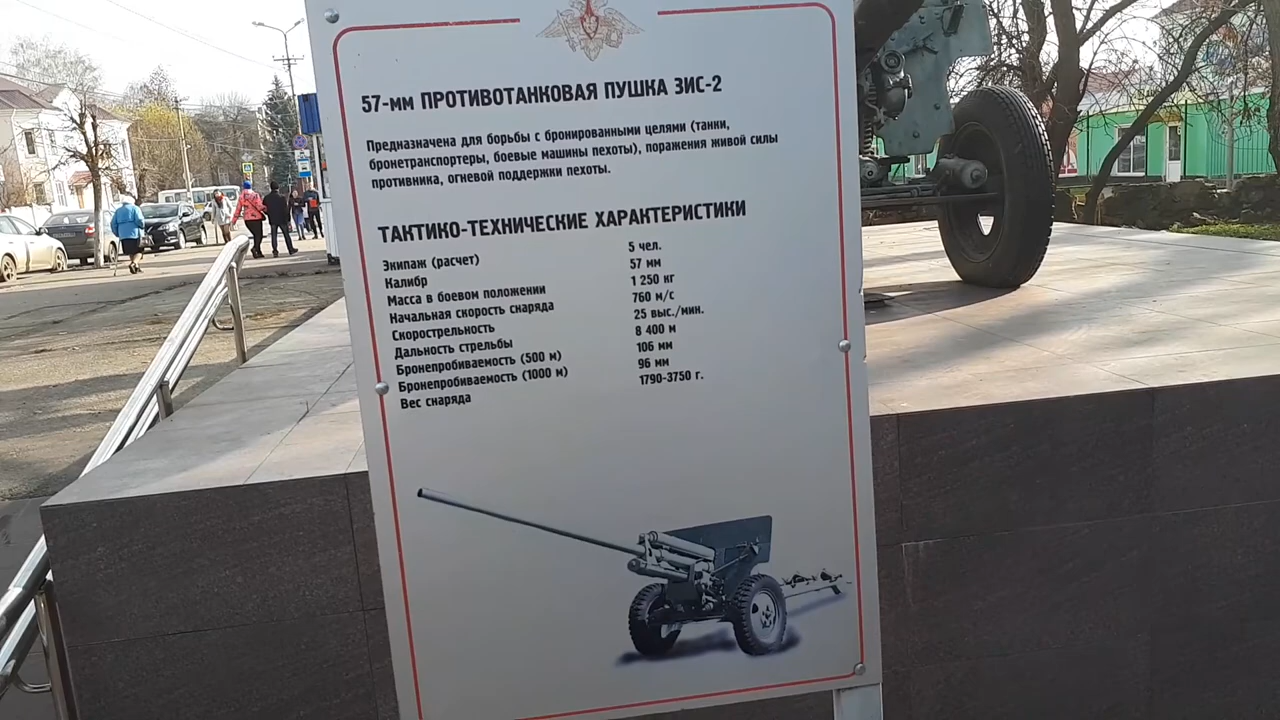 57-мм ПРОТИВОТАНКОВАЯ ПУШКА ЗИС-2
Предназначена для борьбы с бронированными целями (танки,
бронетранспортеры, боевые машины пехоты), поражения живой силы
противника, огневой поддержки пехоты.
ТАКТИКО-ТЕХНИЧЕСКИЕ ХАРАКТЕРИСТИКИ
Экипаж (расчет) 5 чел.
Калибр 57 мм
Масса в боевом положении 1 250 кг
Начальная скорость снаряда 760 м/с
Скорострельность 25 выс./мин.
Дальность стрельбы 8 400 м
Бронепробиваемость (500 м) 106 мм
Бронепробиваемость (1000 м) 96 мм
Вес снаряда 1790-3750 г.